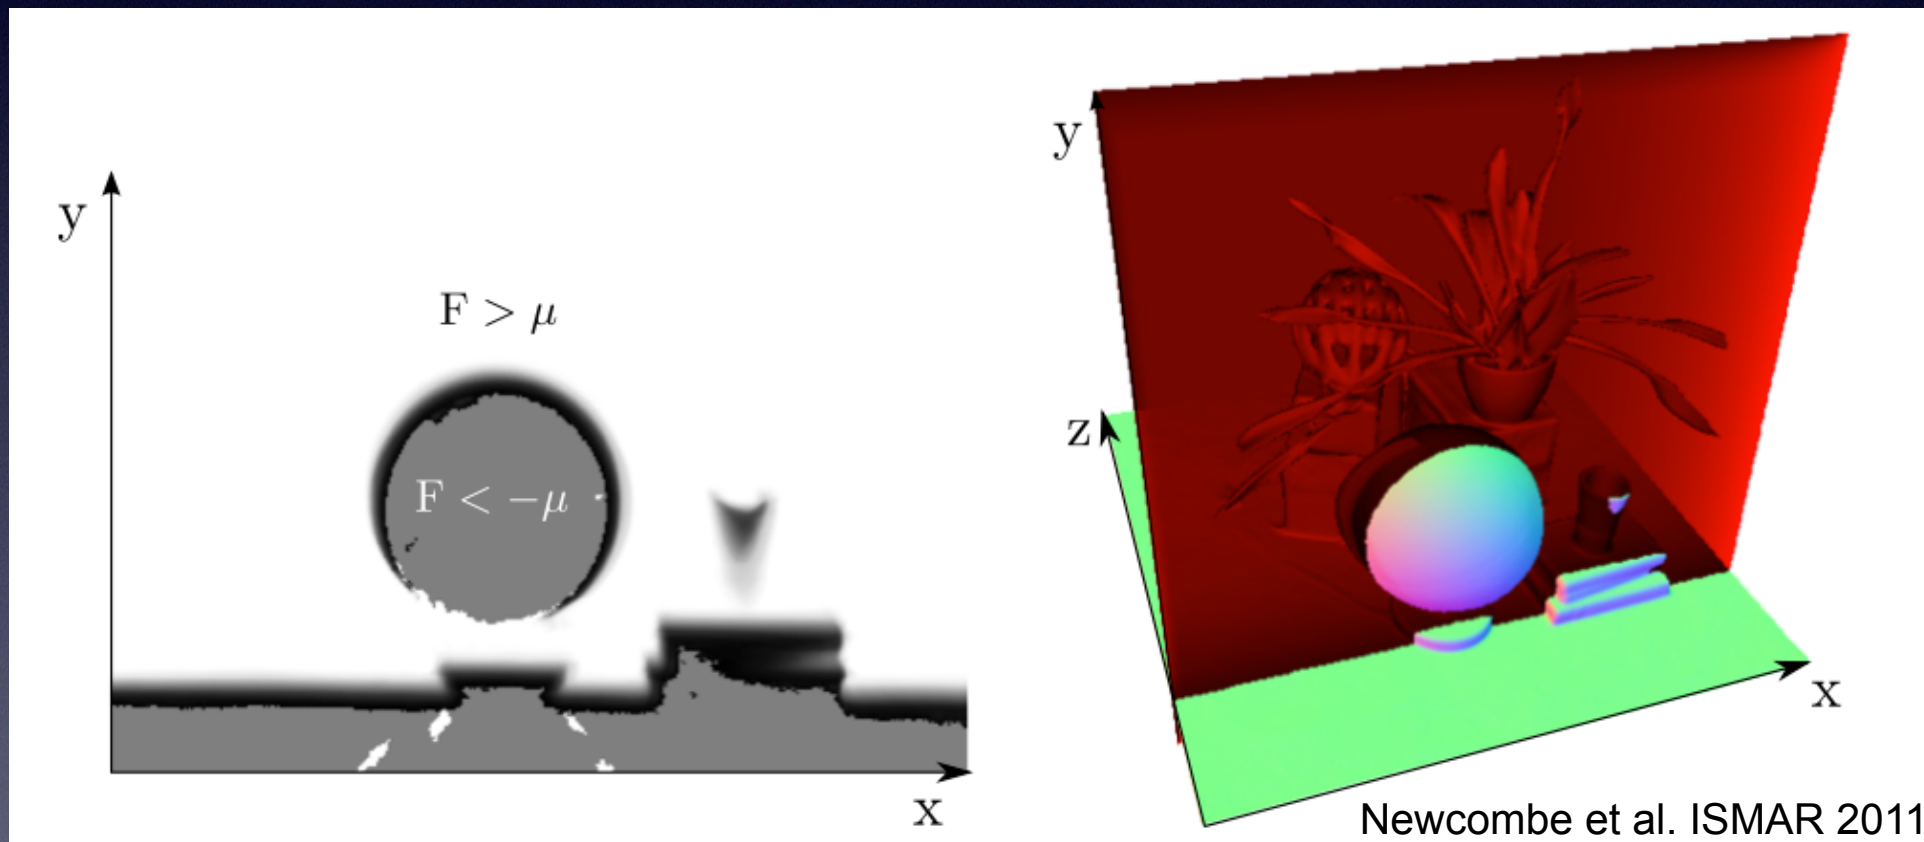 y
F > μ
F < −μ
x
y
z
x
Newcombe et al. ISMAR 2011